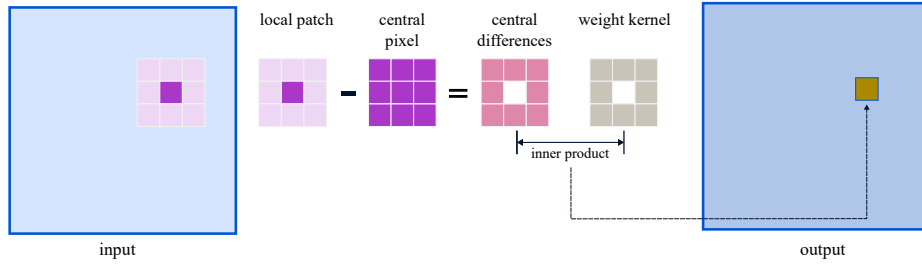 local patch
central
pixel
central
differences
weight kernel
inner product
input
output